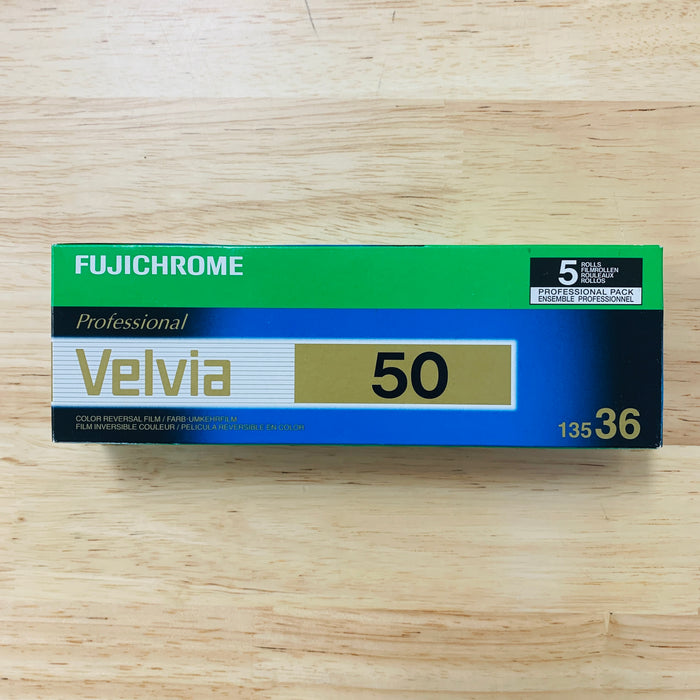 FUJICHROME
5 ROLLS
FILMROLLEN
ROULEAUX
ROLLOS
PROFESSIONAL PACK
ENSEMBLE PROFESSIONNEL
Professional
Velvia 50
COLOR REVERSAL FILM / FARB-UMKEHRFILM
FILM INVERSIBLE COULEUR / PELICULA REVERSIBLE EN COLOR
135 36